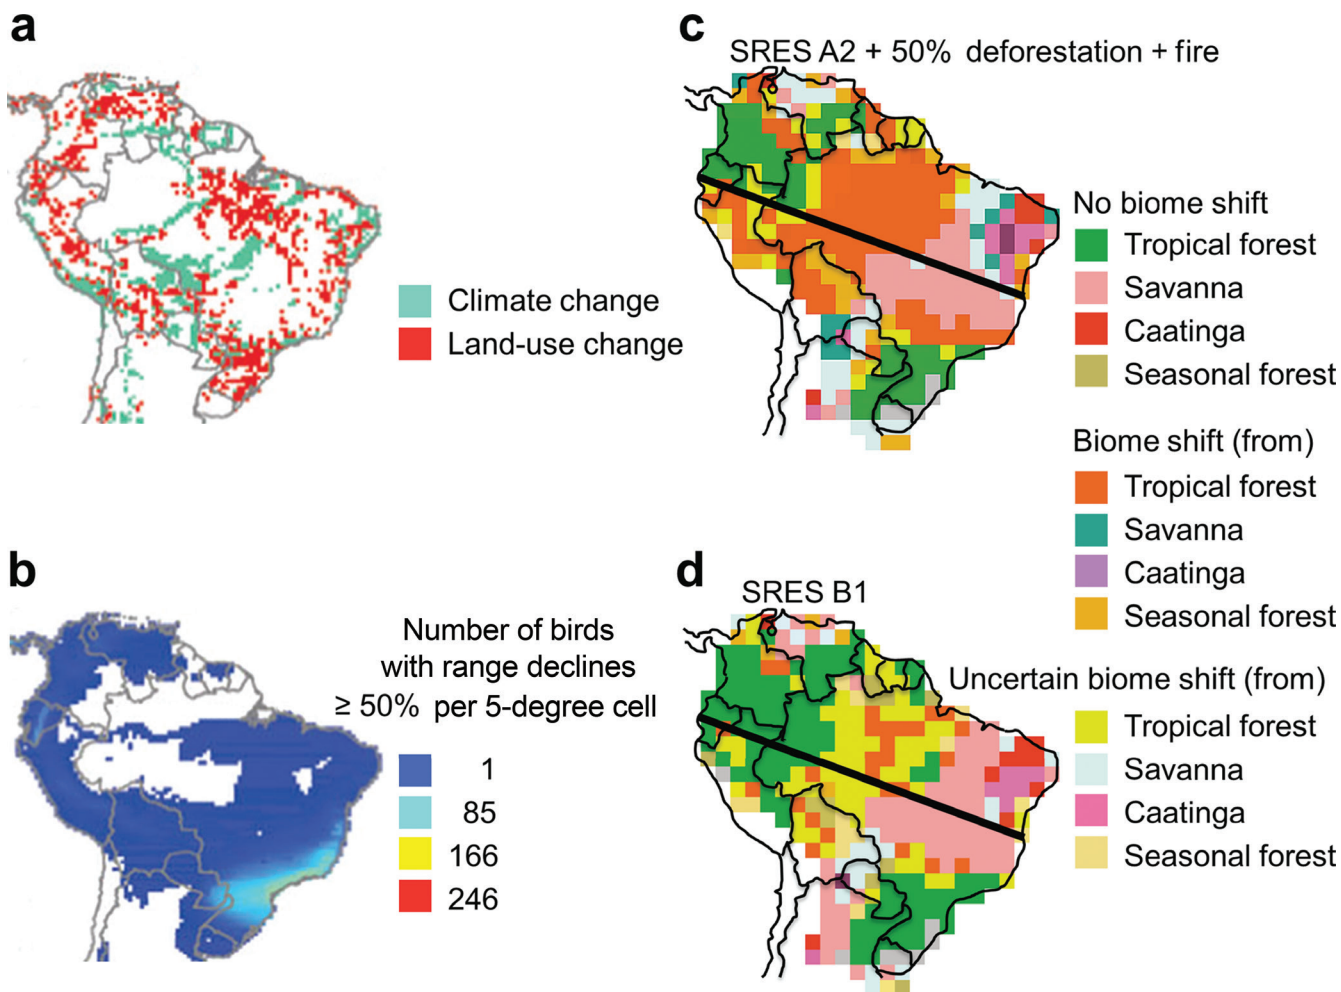 a
Climate change
Land-use change
b
Number of birds
with range declines
≥ 50% per 5-degree cell
1
85
166
246
c
SRES A2 + 50% deforestation + fire
No biome shift
Tropical forest
Savanna
Caatinga
Seasonal forest
Biome shift (from)
Tropical forest
Savanna
Caatinga
Seasonal forest
d
SRES B1
Uncertain biome shift (from)
Tropical forest
Savanna
Caatinga
Seasonal forest